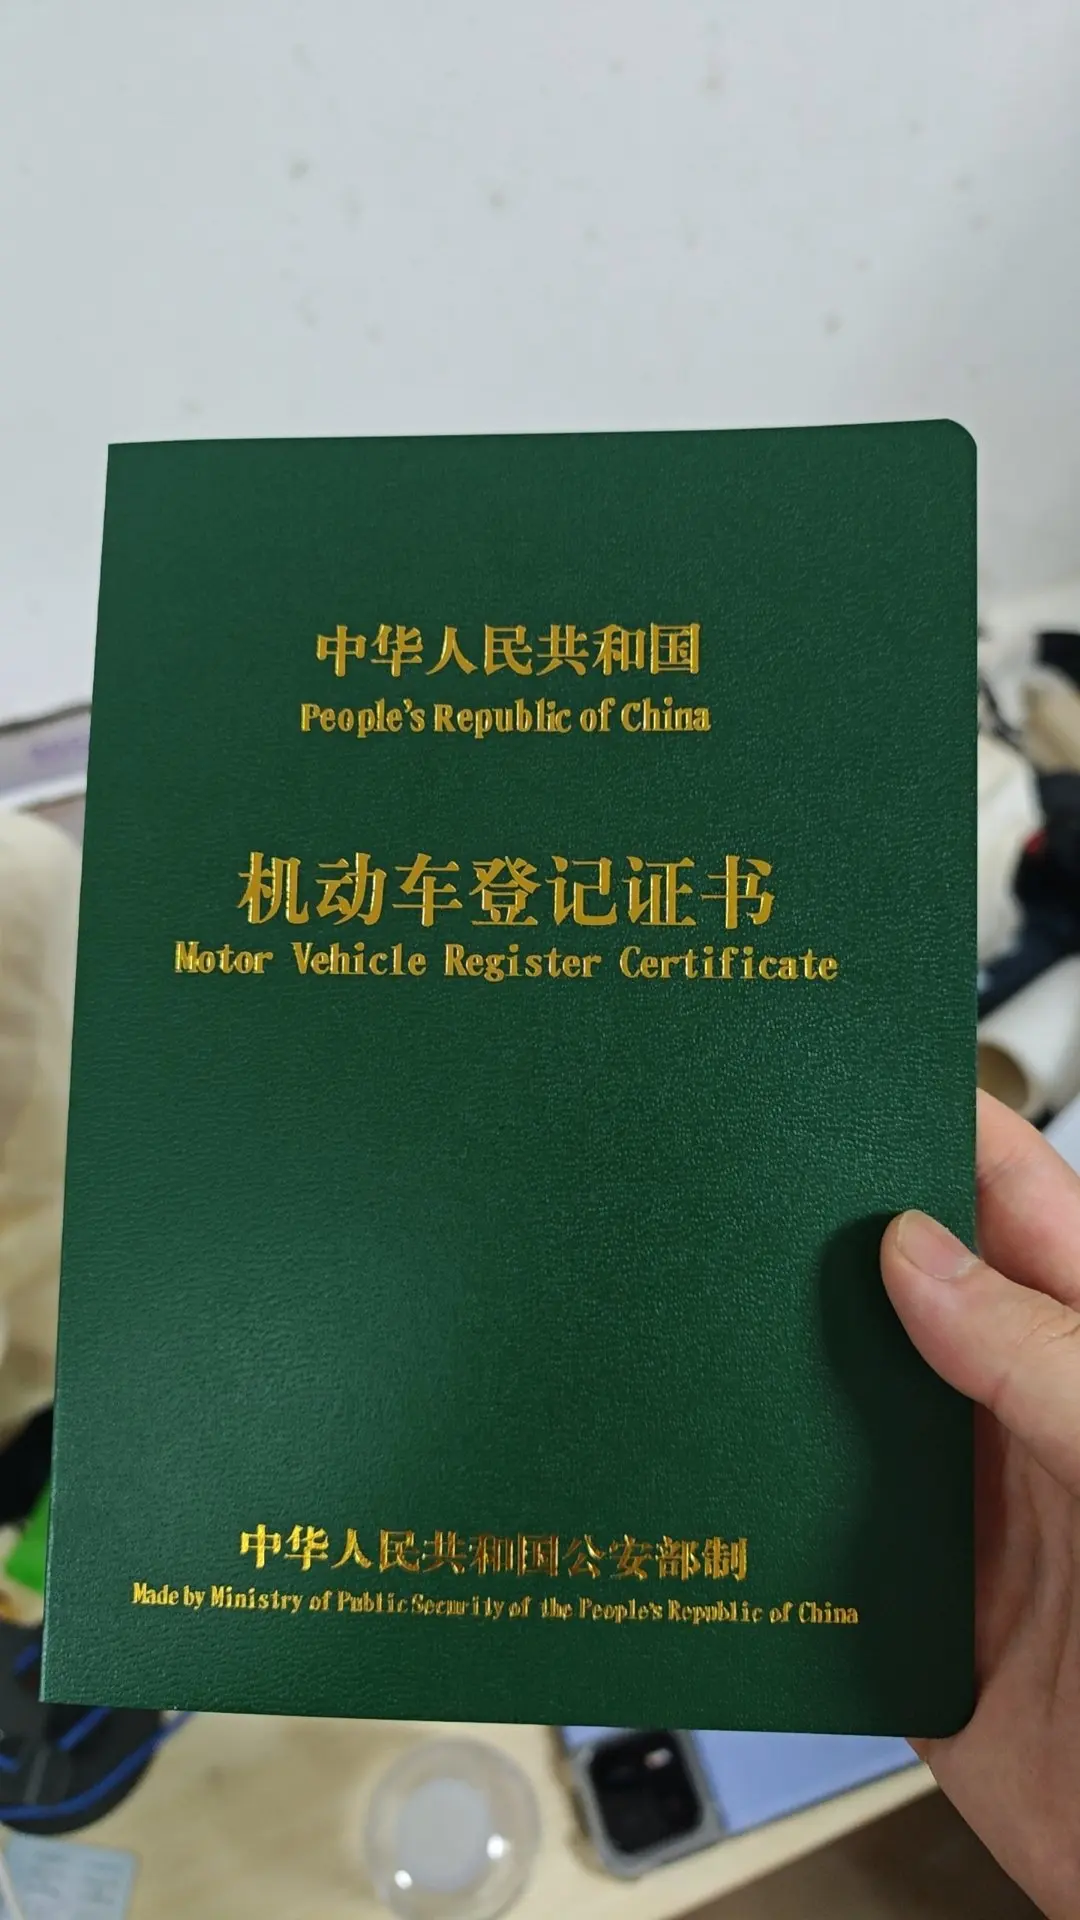 中华人民共和国
People's Republic of China
机动车登记证书
Motor Vehicle Register Certificate
中华人民共和国公安部制
Made by Ministry of Public Security of the People's Republic of China